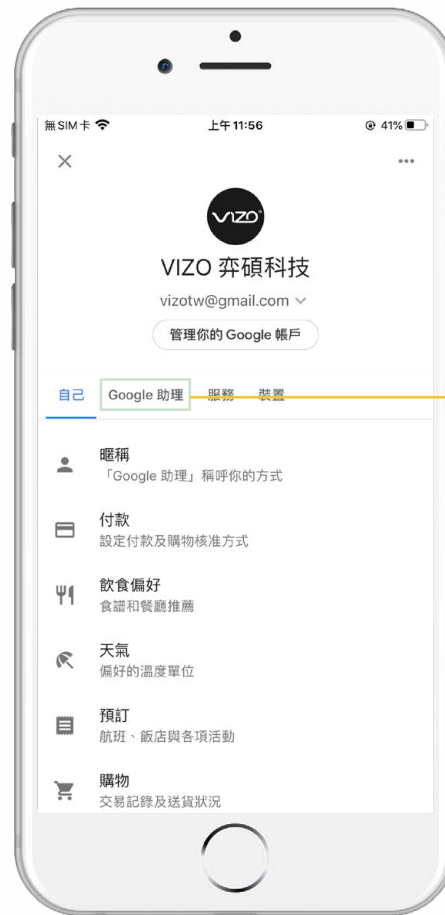 無SIM卡
上午11:56
41%
VIZO
VIZO 弈碩科技
vizotw@gmail.com
管理你的 Google 帳戶
自己 Google 助理 服務 裝置
暱稱
「Google 助理」稱呼你的方式
付款
設定付款及購物核准方式
飲食偏好
食譜和餐廳推薦
天氣
偏好的溫度單位
預訂
航班、飯店與各項活動
購物
交易記錄及送貨狀況